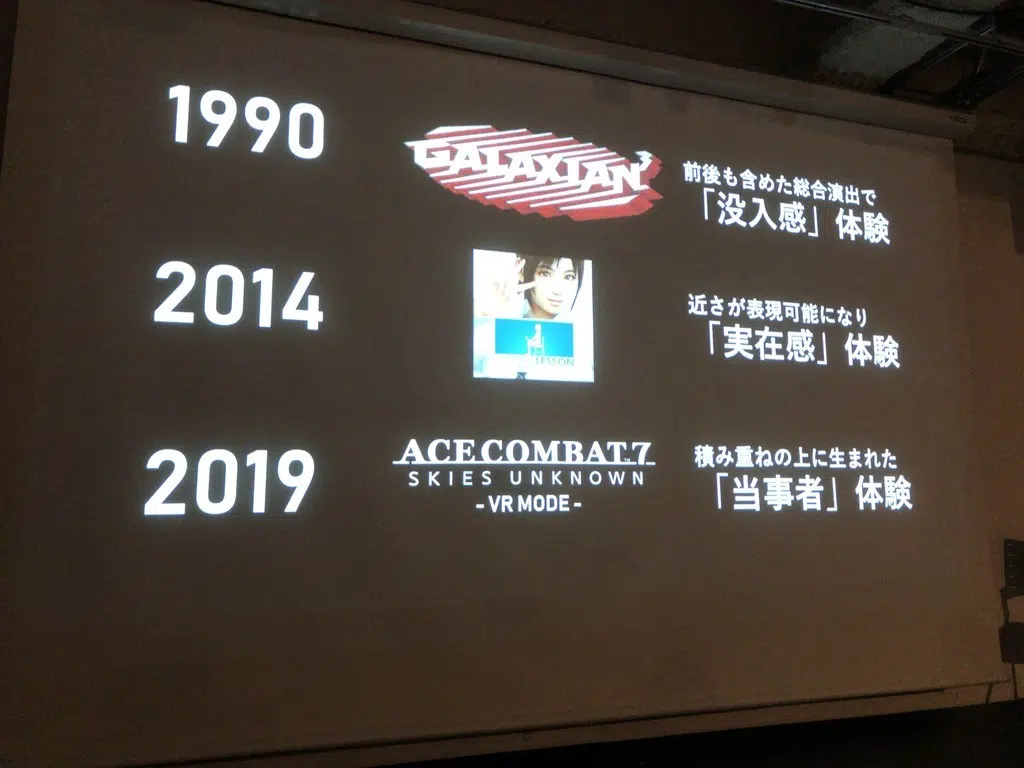 1990
GALAXIAN³
前後も含めた総合演出で
「没入感」体験
2014
LESSON
近さが表現可能になり
「実在感」体験
2019
ACE COMBAT 7
SKIES UNKNOWN
- VR MODE -
積み重ねの上に生まれた
「当事者」体験